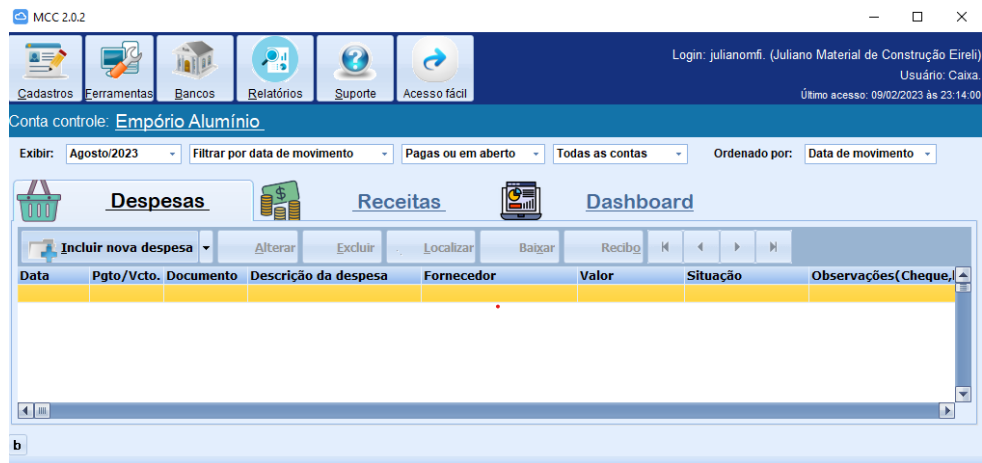 MCC 2.0.2
Login: julianomfi. (Juliano Material de Construção Eireli)
Usuário: Caixa.
Último acesso: 09/02/2023 às 23:14:00
Cadastros Ferramentas Bancos Relatórios Suporte Acesso fácil
Conta controle: Empório Alumínio
Exibir: Agosto/2023 Filtrar por data de movimento Pagas ou em aberto Todas as contas Ordenado por: Data de movimento
Despesas Receitas Dashboard
Incluir nova despesa Alterar Excluir Localizar Baixar Recibo
Data Pgto/Vcto. Documento Descrição da despesa Fornecedor Valor Situação Observações(Cheque,
b